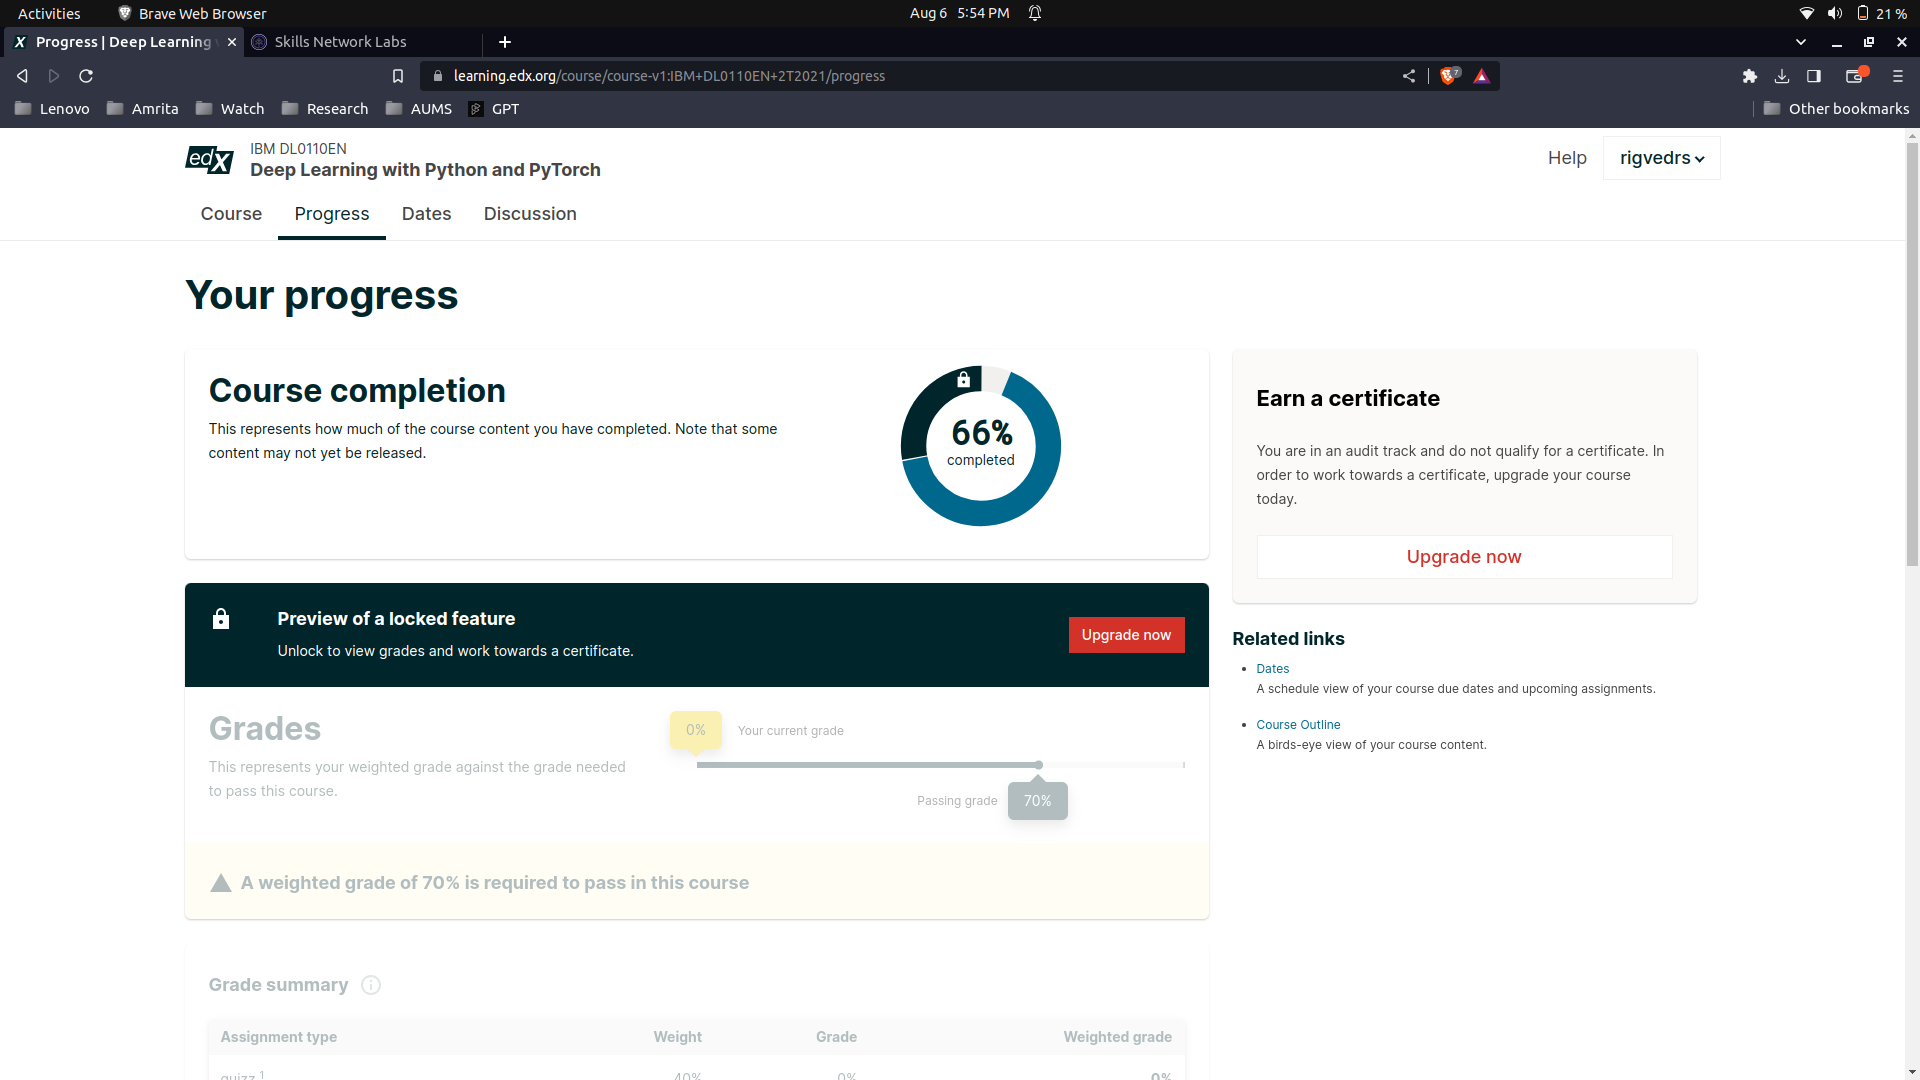 Activities
Brave Web Browser
Aug 6 5:54 PM
21 %
Progress | Deep Learning
Skills Network Labs
learning.edx.org/course/course-v1:IBM+DL0110EN+2T2021/progress
7
Lenovo
Amrita
Watch
Research
AUMS
GPT
Other bookmarks
edX
IBM DL0110EN
Deep Learning with Python and PyTorch
Help
rigvedrs
Course
Progress
Dates
Discussion
Your progress
Course completion
This represents how much of the course content you have completed. Note that some
content may not yet be released.
66%
completed
Earn a certificate
You are in an audit track and do not qualify for a certificate. In
order to work towards a certificate, upgrade your course
today.
Upgrade now
Preview of a locked feature
Unlock to view grades and work towards a certificate.
Upgrade now
Related links
Dates
A schedule view of your course due dates and upcoming assignments.
Course Outline
A birds-eye view of your course content.
Grades
This represents your weighted grade against the grade needed
to pass this course.
0%
Your current grade
Passing grade
70%
A weighted grade of 70% is required to pass in this course
Grade summary
Assignment type
Weight
Grade
Weighted grade
quizz 1
40%
0%
0%